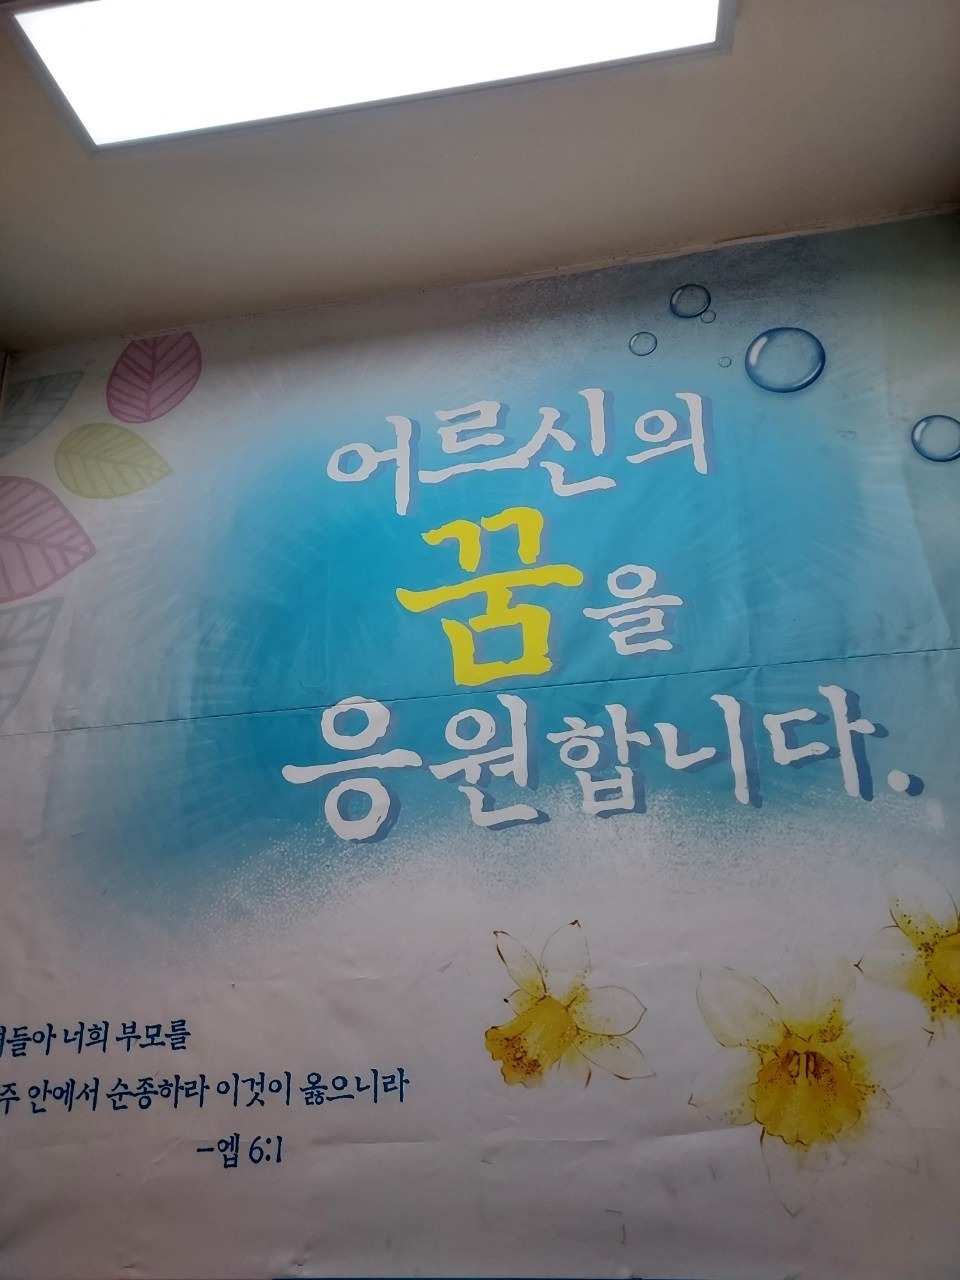 어르신의
꿈을
응원합니다.
너희 부모를
주 안에서 순종하라 이것이 옳으니라
-엡 6:1